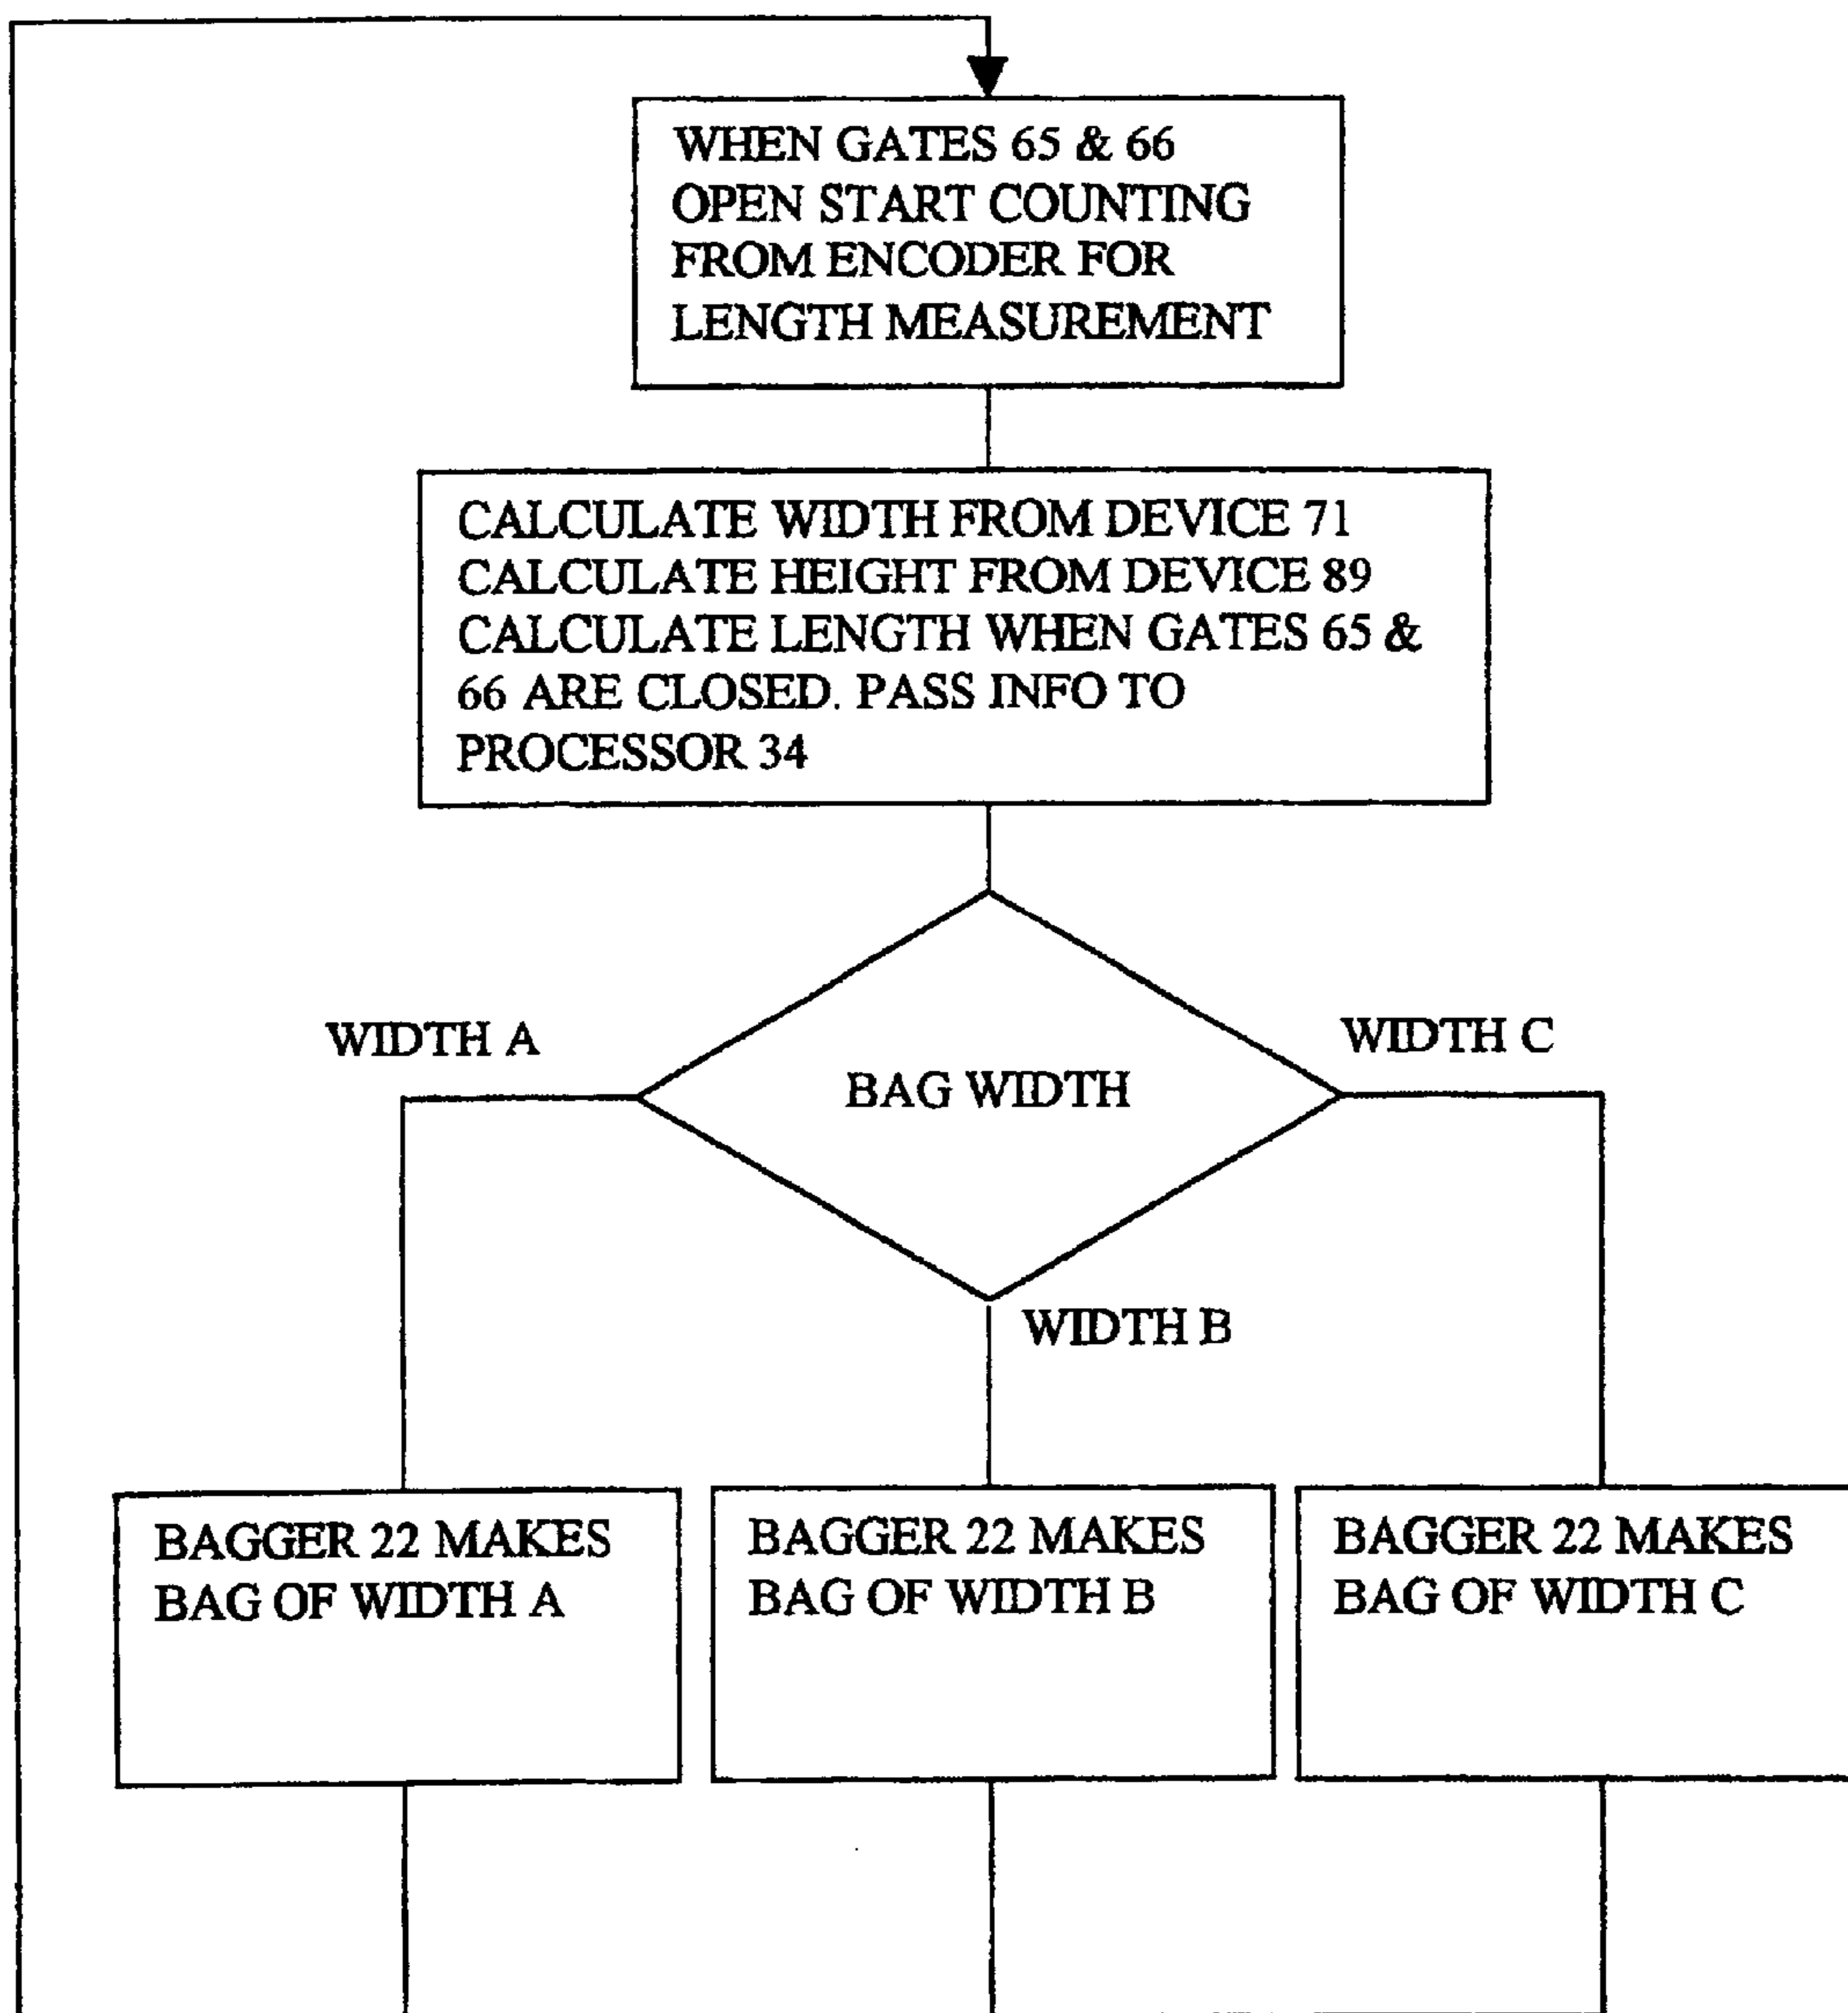 WHEN GATES 65 & 66
OPEN START COUNTING
FROM ENCODER FOR
LENGTH MEASUREMENT
CALCULATE WIDTH FROM DEVICE 71
CALCULATE HEIGHT FROM DEVICE 89
CALCULATE LENGTH WHEN GATES 65 &
66 ARE CLOSED. PASS INFO TO
PROCESSOR 34
WIDTH A
BAG WIDTH
WIDTH C
WIDTH B
BAGGER 22 MAKES
BAG OF WIDTH A
BAGGER 22 MAKES
BAG OF WIDTH B
BAGGER 22 MAKES
BAG OF WIDTH C